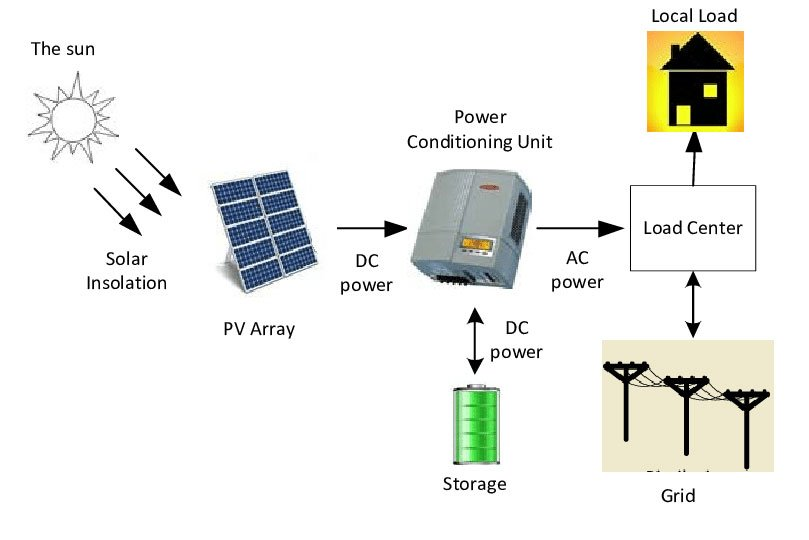 Local Load
The sun
Power
Conditioning Unit
Load Center
Solar
Insolation
DC
power
AC
power
PV Array
DC
power
Storage
Grid